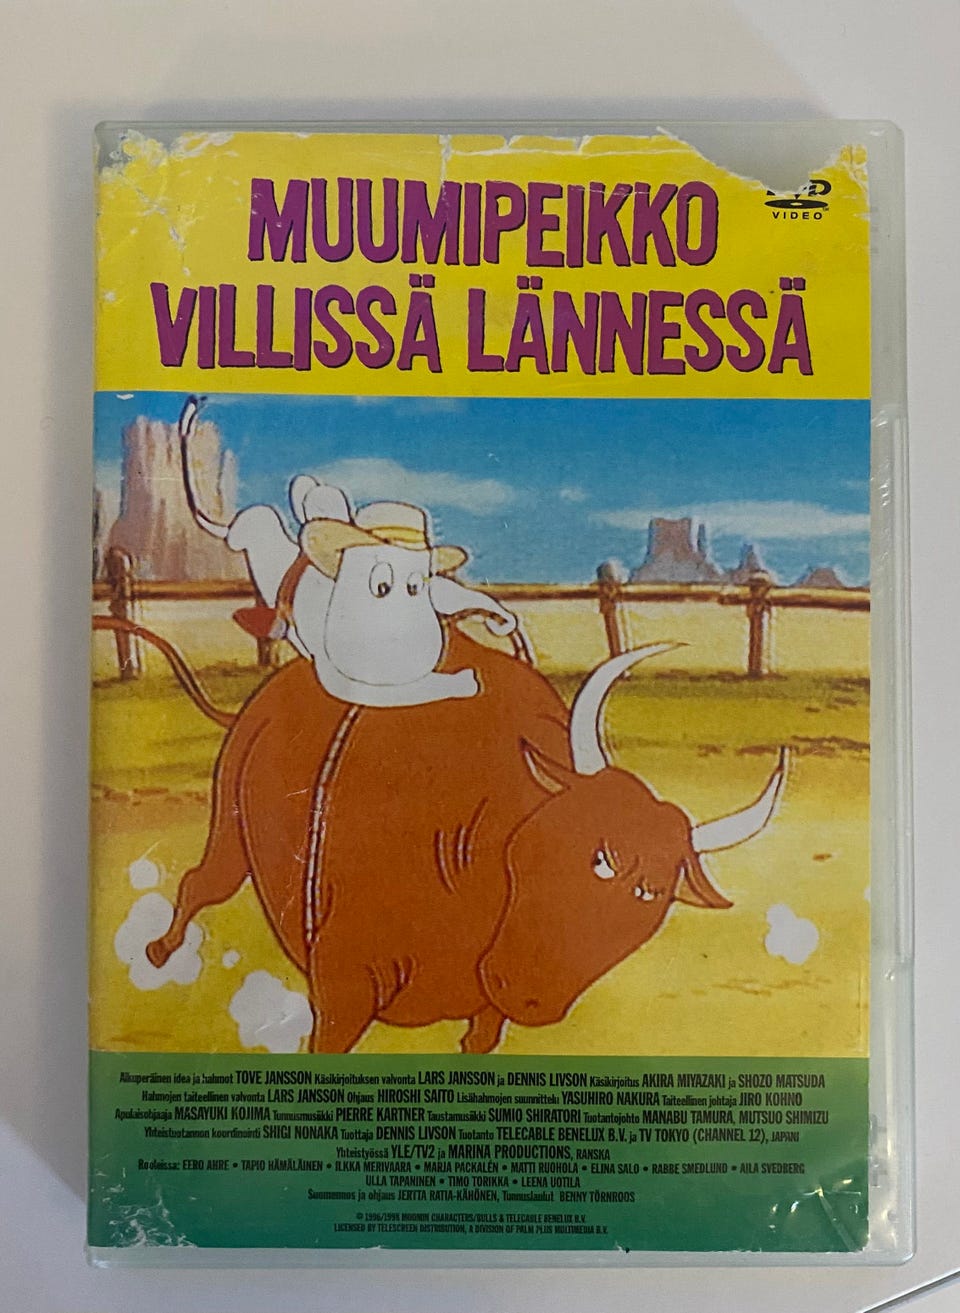 MUUMIPEIKKO
VILLISSÄ LÄNNESSÄ
VIDEO
Alkuperäinen idea ja hahmot TOVE JANSSON Käsikirjoituksen valvonta LARS JANSSON ja DENNIS LIVSON Käsikirjoitus AKIRA MIYAZAKI ja SHOZO MATSUDA
Hahmojen taiteellinen valvonta LARS JANSSON Ohjaus HIROSHI SAITO Lisähahmojen suunnittelu YASUHIRO NAKURA Taiteellinen johtaja JIRO KOHNO
Apulaisohjaaja MASAYUKI KOJIMA Tunnusmusiikki PIERRE KARTNER Taustamusiikki SUMIO SHIRATORI Tuotantojohto MANABU TAMURA, MUTSUO SHIMIZU
Yhteistuotannon koordinointi SHIGI NONAKA Tuottaja DENNIS LIVSON Tuotanto TELECABLE BENELUX B.V. ja TV TOKYO (CHANNEL 12), JAPANI
Yhteistyössä YLE/TV2 ja MARINA PRODUCTIONS, RANSKA
Rooleissa: EERO AHRE • TAPIO HÄMÄLÄINEN • ILKKA MERIVAARA • MARJA PACKALÉN • MATTI RUOHOLA • ELINA SALO • RABBE SMEDLUND • AILA SVEDBERG
ULLA TAPANINEN • TIMO TORIKKA • LEENA UOTILA
Suomennos ja ohjaus JERTTA RATIA-KÄHÖNEN, Tunnuslaulut BENNY TÖRNROOS
© 1996/1998 MOOMIN CHARACTERS/BULLS & TELECABLE BENELUX B.V.
LICENSED BY TELESCREEN DISTRIBUTION, A DIVISION OF PALM PLUS MULTIMEDIA B.V.